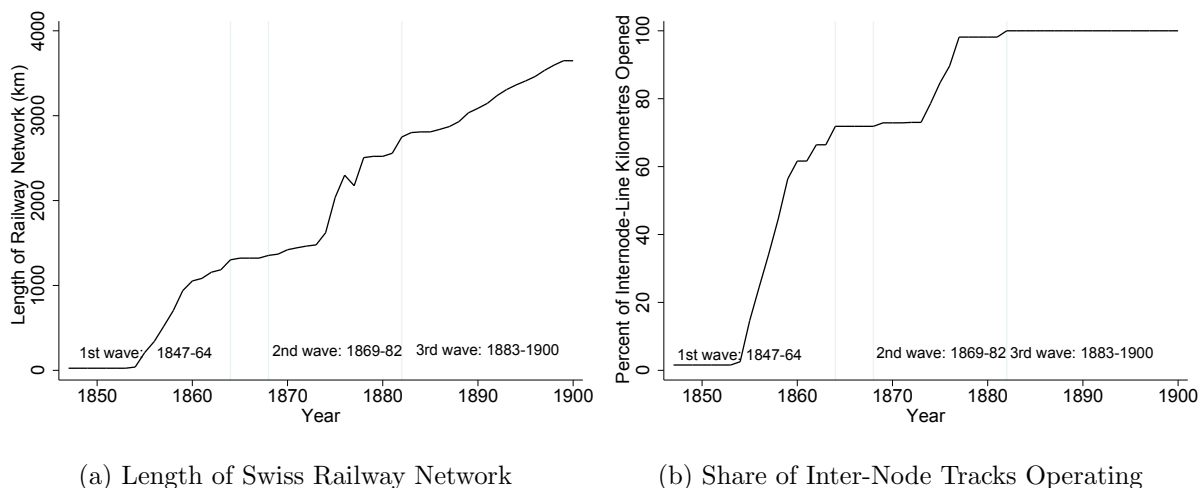 Length of Railway Network (km)
4000
3000
2000
1000
0
1st wave: 1847-64
2nd wave: 1869-82
3rd wave: 1883-1900
1850 1860 1870 1880 1890 1900
Year
(a) Length of Swiss Railway Network
Percent of Internode-Line Kilometres Opened
100
80
60
40
20
0
1st wave: 1847-64
2nd wave: 1869-82
3rd wave: 1883-1900
1850 1860 1870 1880 1890 1900
Year
(b) Share of Inter-Node Tracks Operating